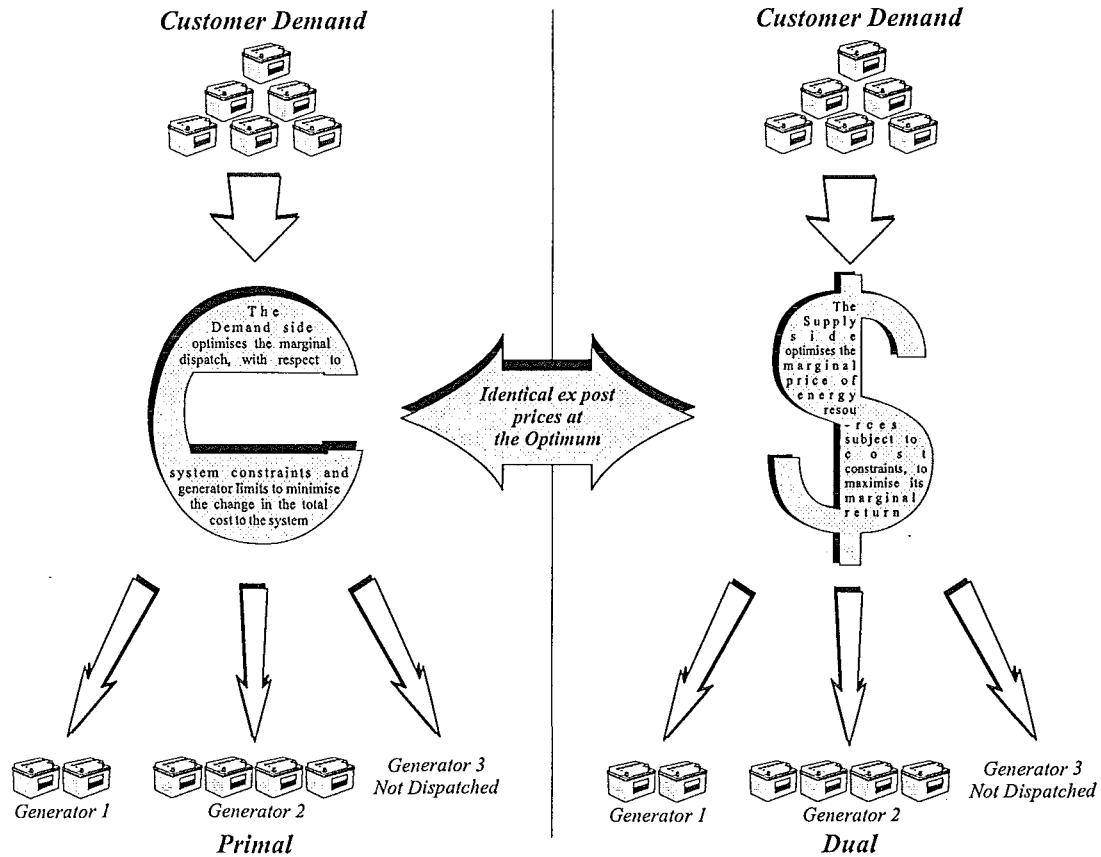 Customer Demand
The
Demand side
optimises the marginal
dispatch, with respect to
system constraints and
generator limits to minimise
the change in the total
cost to the system
Generator 1
Generator 2
Generator 3
Not Dispatched
Primal
Identical ex post
prices at
the Optimum
Customer Demand
The
Supply
side
optimises the
marginal
price of
energy
resou
-rces
subject to
cost
constraints, to
maximise its
marginal
return
Generator 1
Generator 2
Generator 3
Not Dispatched
Dual